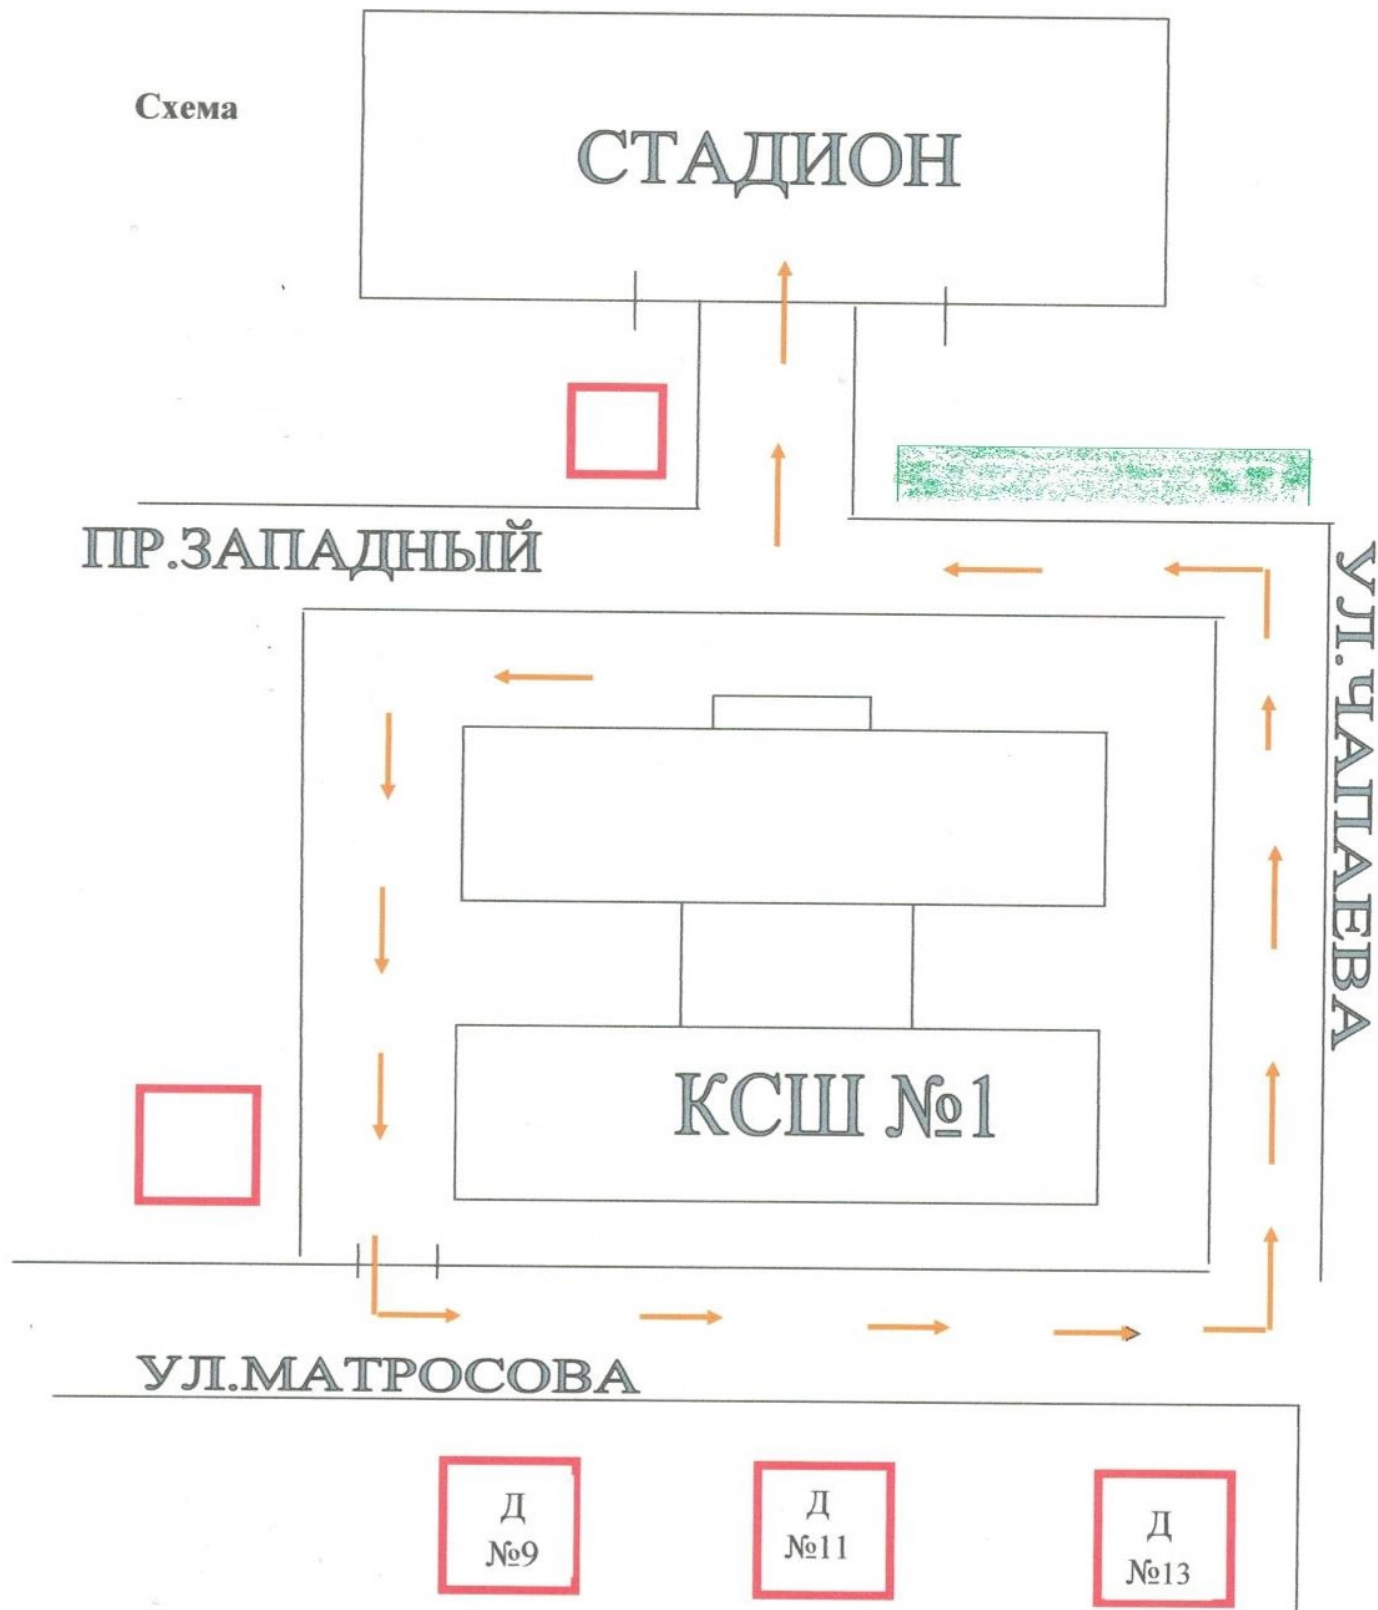 Схема
СТАДИОН
ПР.ЗАПАДНЫЙ
УЛ.ЧАПАЕВА
КСШ №1
УЛ.МАТРОСОВА
Д
№9
Д
№11
Д
№13